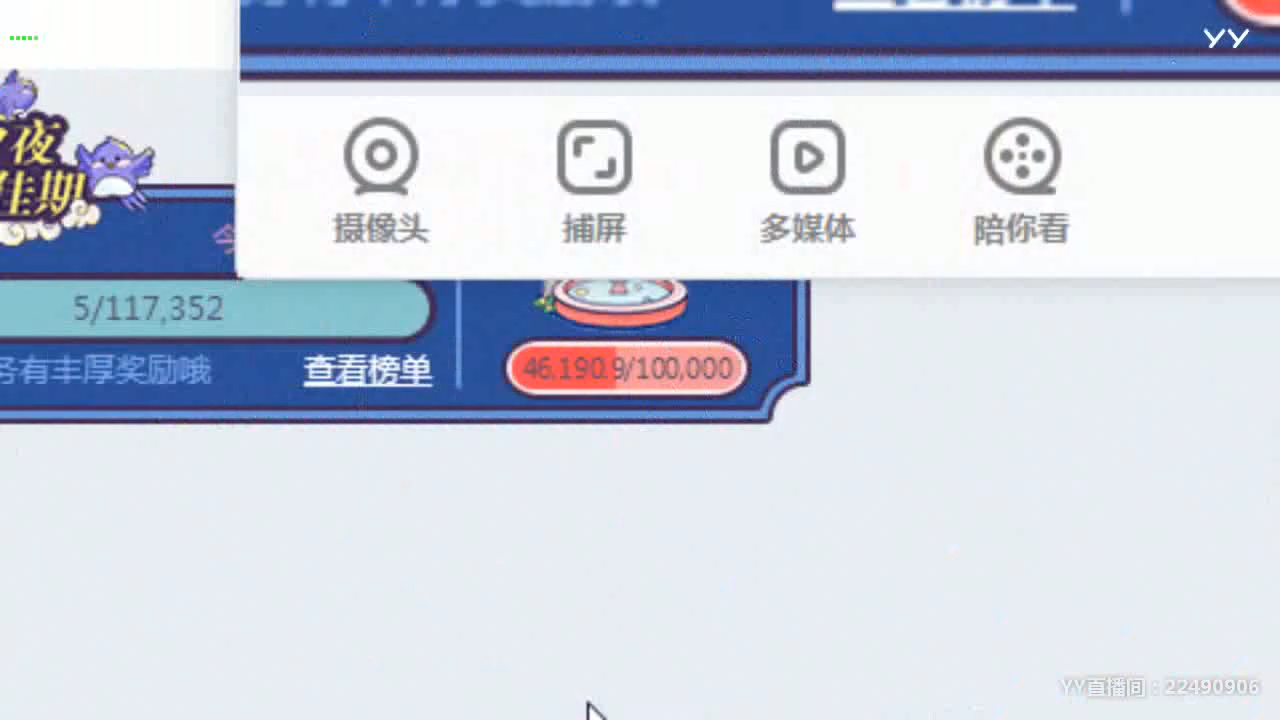 YY
摄像头
捕屏
多媒体
陪你看
夜
佳期
5/117,352
46,190.9/100,000
务有丰厚奖励哦
查看榜单
YY直播间：22490906